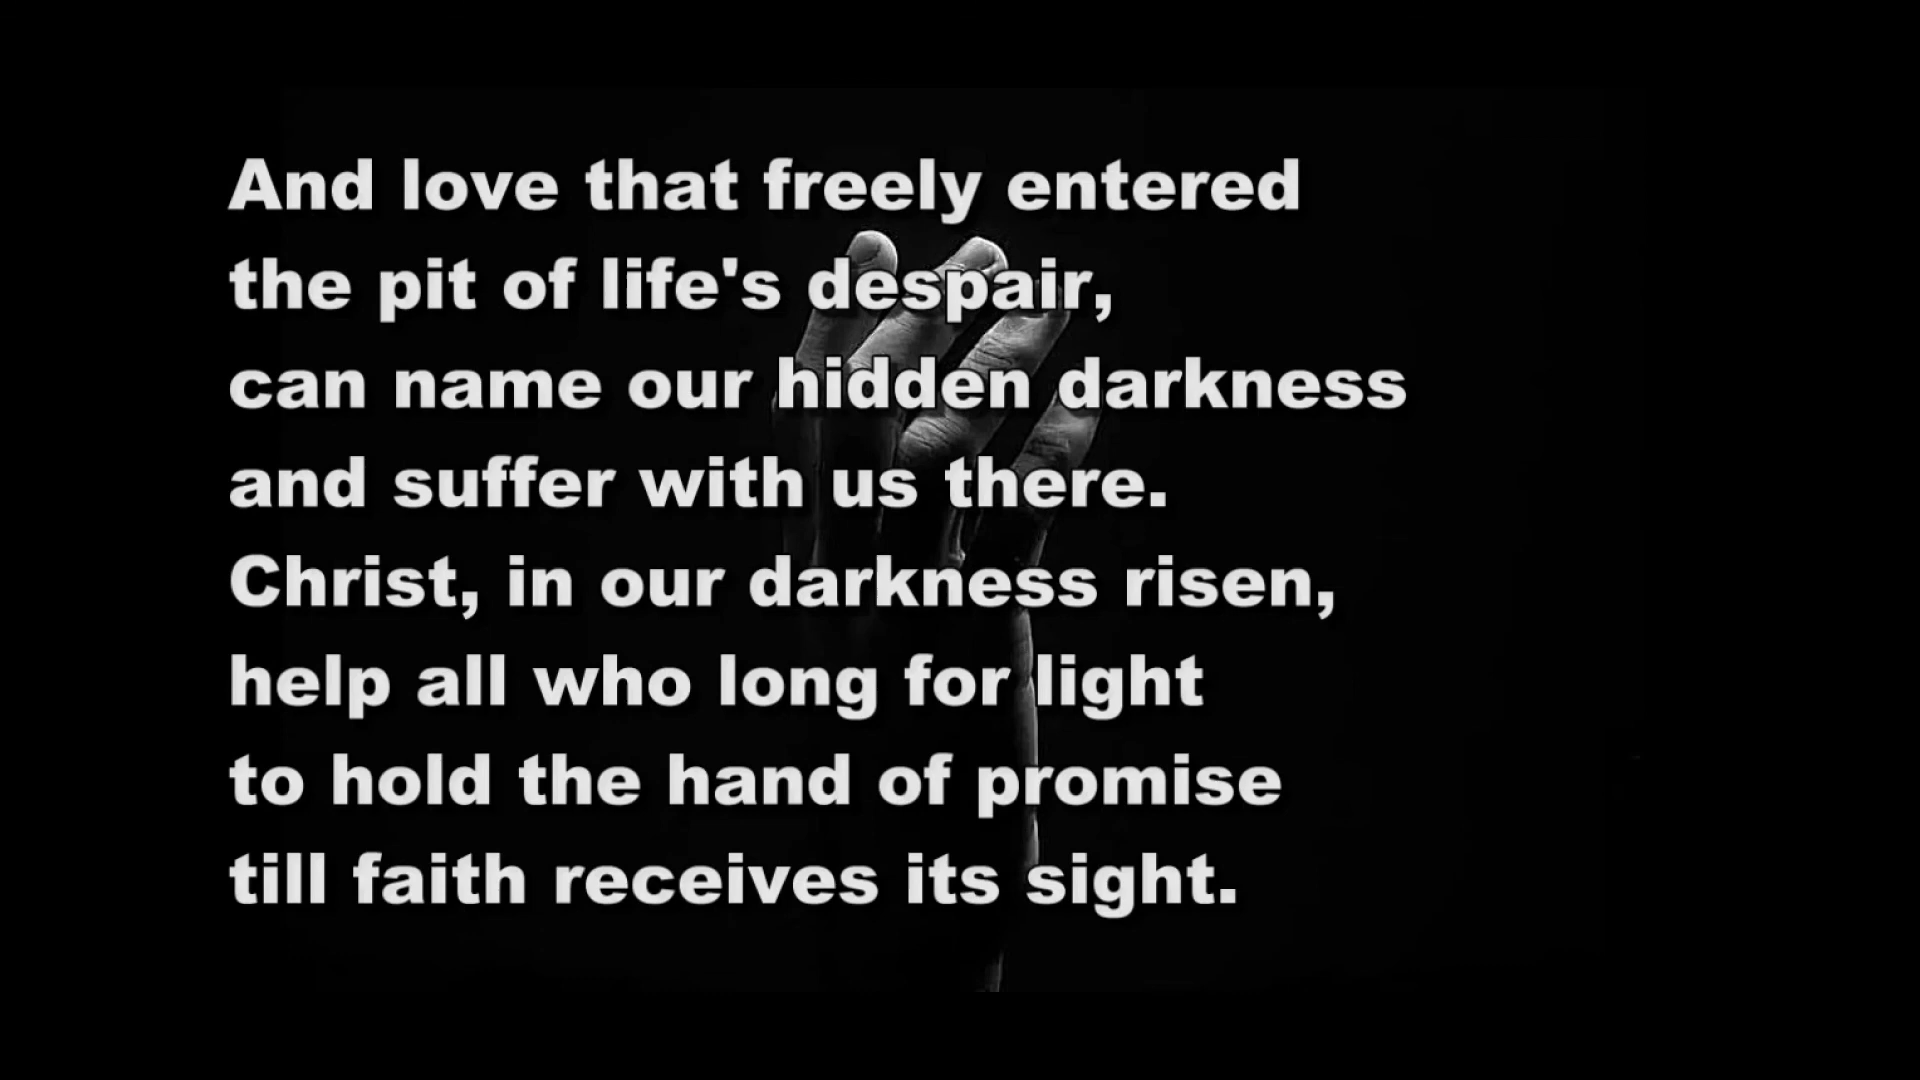 And love that freely entered
the pit of life's despair,
can name our hidden darkness
and suffer with us there.
Christ, in our darkness risen,
help all who long for light
to hold the hand of promise
till faith receives its sight.